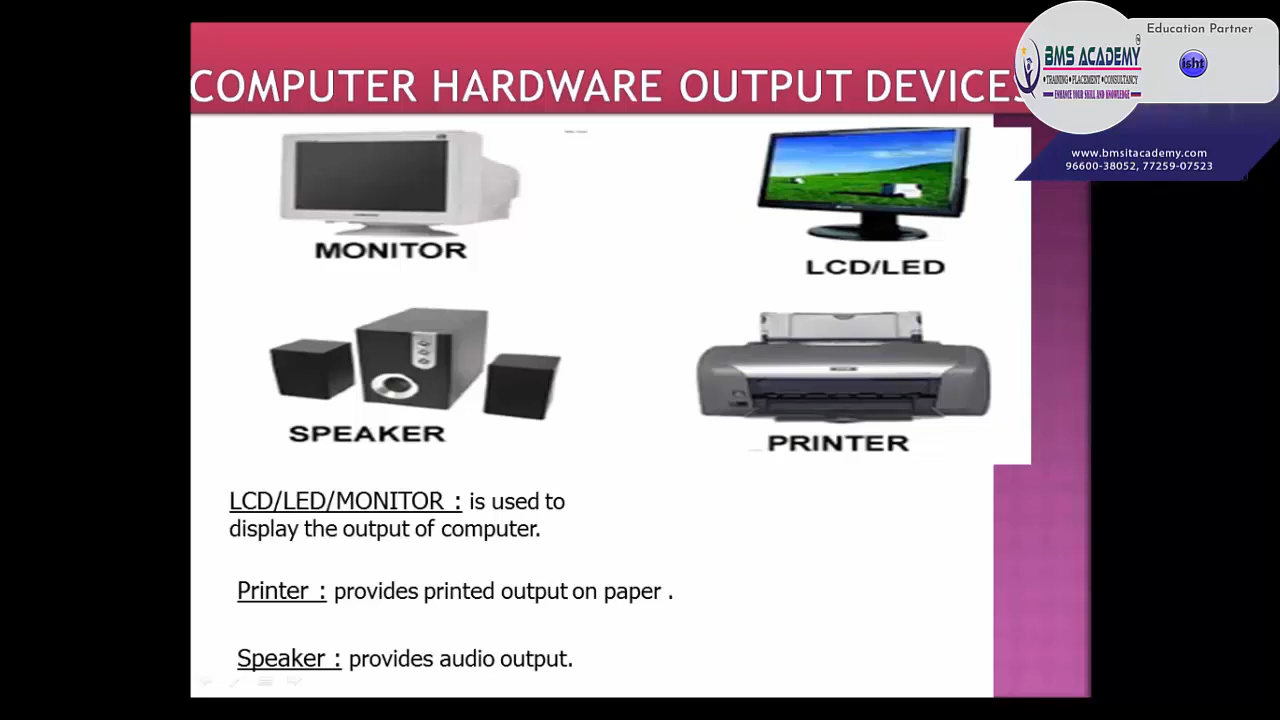 COMPUTER HARDWARE OUTPUT DEVICES
Education Partner
BMS ACADEMY
•TRAINING•PLACEMENT•CONSULTANCY
ENHANCE YOUR SKILL AND KNOWLEDGE
isht
www.bmsitacademy.com
96600-38052, 77259-07523
MONITOR
LCD/LED
SPEAKER
PRINTER
LCD/LED/MONITOR : is used to
display the output of computer.
Printer : provides printed output on paper .
Speaker : provides audio output.